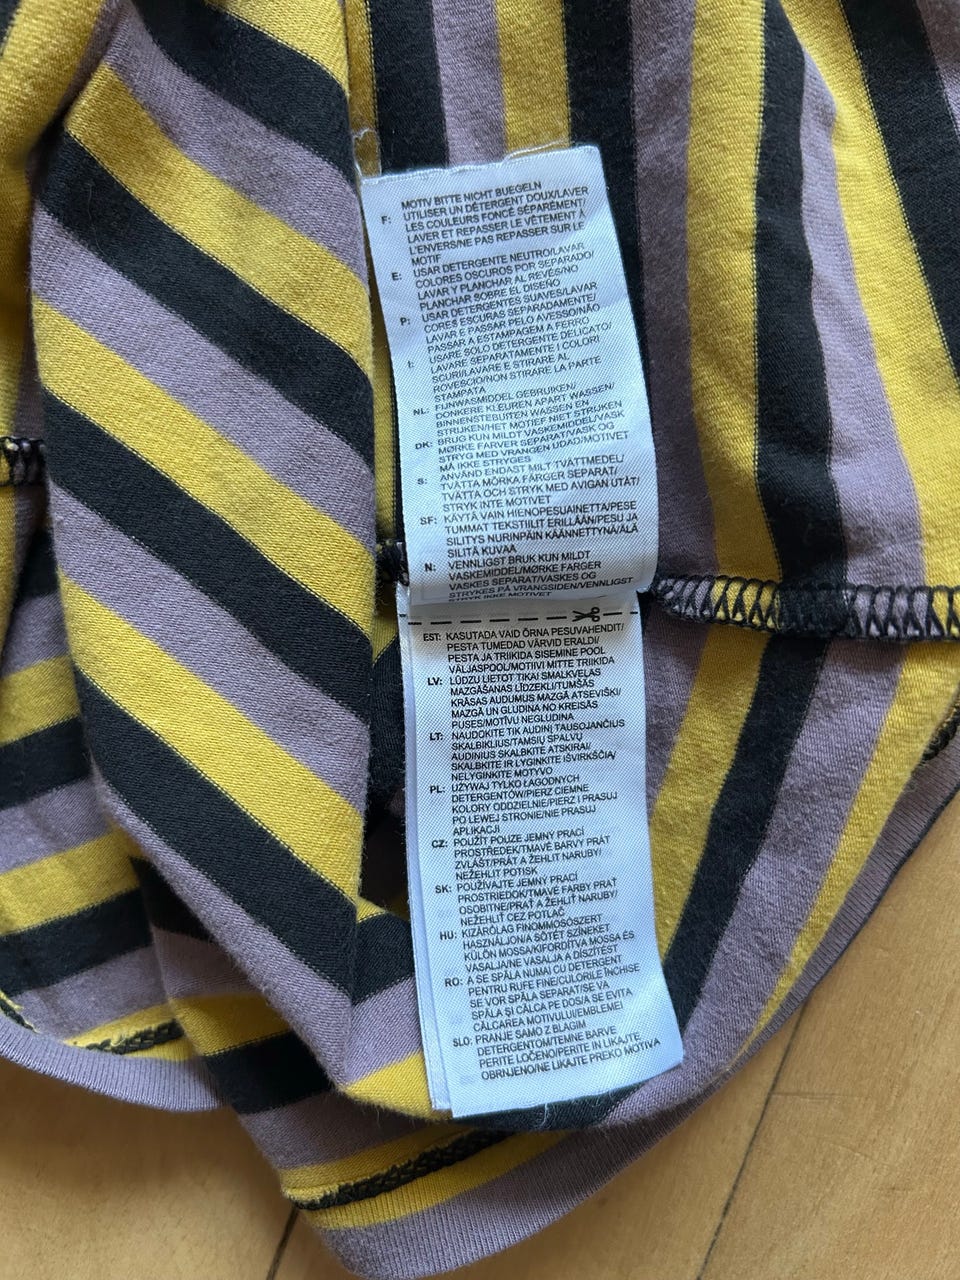 MOTIV BITTE NICHT BUEGELN
F: UTILISER UN DÉTERGENT DOUX/LAVER
LES COULEURS FONCÉ SÉPARÉMENT/
LAVER ET REPASSER LE VÊTEMENT À
L'ENVERS/NE PAS REPASSER SUR LE
MOTIF
E: USAR DETERGENTE NEUTRO/LAVAR
COLORES OSCUROS POR SEPARADO/
LAVAR Y PLANCHAR AL REVÉS/NO
PLANCHAR SOBRE EL DISEÑO
P: USAR DETERGENTES SUAVES/LAVAR
CORES ESCURAS SEPARADAMENTE/
LAVAR E PASSAR PELO AVESSO/NÃO
PASSAR A ESTAMPAGEM A FERRO
I: USARE SOLO DETERGENTE DELICATO/
LAVARE SEPARATAMENTE I COLORI
SCURI/LAVARE E STIRARE AL
ROVESCIO/NON STIRARE LA PARTE
STAMPATA
NL: FIJNWASMIDDEL GEBRUIKEN/
DONKERE KLEUREN APART WASSEN/
BINNENSTEBUITEN WASSEN EN
STRIJKEN/HET MOTIEF NIET STRIJKEN
DK: BRUG KUN MILDT VASKEMIDDEL/VASK
MØRKE FARVER SEPARAT/VASK OG
STRYG MED VRANGEN UDAD/MOTIVET
MÅ IKKE STRYGES
S: ANVÄND ENDAST MILT TVÄTTMEDEL/
TVÄTTA MÖRKA FÄRGER SEPARAT/
TVÄTTA OCH STRYK MED AVIGAN UTÅT/
STRYK INTE MOTIVET
SF: KÄYTÄ VAIN HIENOPESUAINETTA/PESE
TUMMAT TEKSTIILIT ERILLÄÄN/PESU JA
SILITYS NURINPÄIN KÄÄNNETTYNÄ/ÄLÄ
SILITÄ KUVAA
N: VENNLIGST BRUK KUN MILDT
VASKEMIDDEL/MØRKE FARGER
VASKES SEPARAT/VASKES OG
STRYKES PÅ VRANGSIDEN/VENNLIGST
STRYK IKKE MOTIVET
EST: KASUTADA VAID ÕRNA PESUVAHENDIT/
PESTA TUMEDAD VÄRVID ERALDI/
PESTA JA TRIIKIDA SISEMINE POOL
VÄLJASPOOL/MOTIIVI MITTE TRIIKIDA
LV: LŪDZU LIETOT TIKAI SMALKVEĻAS
MAZGĀŠANAS LĪDZEKLI/TUMŠĀS
KRĀSAS AUDUMUS MAZGĀ ATSEVIŠĶI/
MAZGĀ UN GLUDINA NO KREISĀS
PUSES/MOTĪVU NEGLUDINA
LT: NAUDOKITE TIK AUDINĮ TAUSOJANČIUS
SKALBIKLIUS/TAMSIŲ SPALVŲ
AUDINIUS SKALBKITE ATSKIRAI/
SKALBKITE IR LYGINKITE IŠVIRKŠČIĄ/
NELYGINKITE MOTYVO
PL: UŻYWAJ TYLKO ŁAGODNYCH
DETERGENTÓW/PIERZ CIEMNE
KOLORY ODDZIELNIE/PIERZ I PRASUJ
PO LEWEJ STRONIE/NIE PRASUJ
APLIKACJI
CZ: POUŽÍT POUZE JEMNÝ PRACÍ
PROSTŘEDEK/TMAVÉ BARVY PRÁT
ZVLÁŠŤ/PRÁT A ŽEHLIT NARUBY/
NEŽEHLIT POTISK
SK: POUŽÍVAJTE JEMNÝ PRACÍ
PROSTRIEDOK/TMAVÉ FARBY PRAŤ
OSOBITNE/PRAŤ A ŽEHLIŤ NARUBY/
NEŽEHLIŤ CEZ POTLAČ
HU: KIZÁRÓLAG FINOMMOSÓSZERT
HASZNÁLJON/A SÖTÉT SZÍNEKET
KÜLÖN MOSSA/KIFORDÍTVA MOSSA ÉS
VASALJA/NE VASALJA A DÍSZÍTÉST
RO: A SE SPĂLA NUMAI CU DETERGENT
PENTRU RUFE FINE/CULORILE ÎNCHISE
SE VOR SPĂLA SEPARAT/SE VA
SPĂLA ŞI CĂLCA PE DOS/A SE EVITA
CĂLCAREA MOTIVULUI/EMBLEMEI
SLO: PRANJE SAMO Z BLAGIM
DETERGENTOM/TEMNE BARVE
PERITE LOČENO/PERITE IN LIKAJTE
OBRNJENO/NE LIKAJTE PREKO MOTIVA